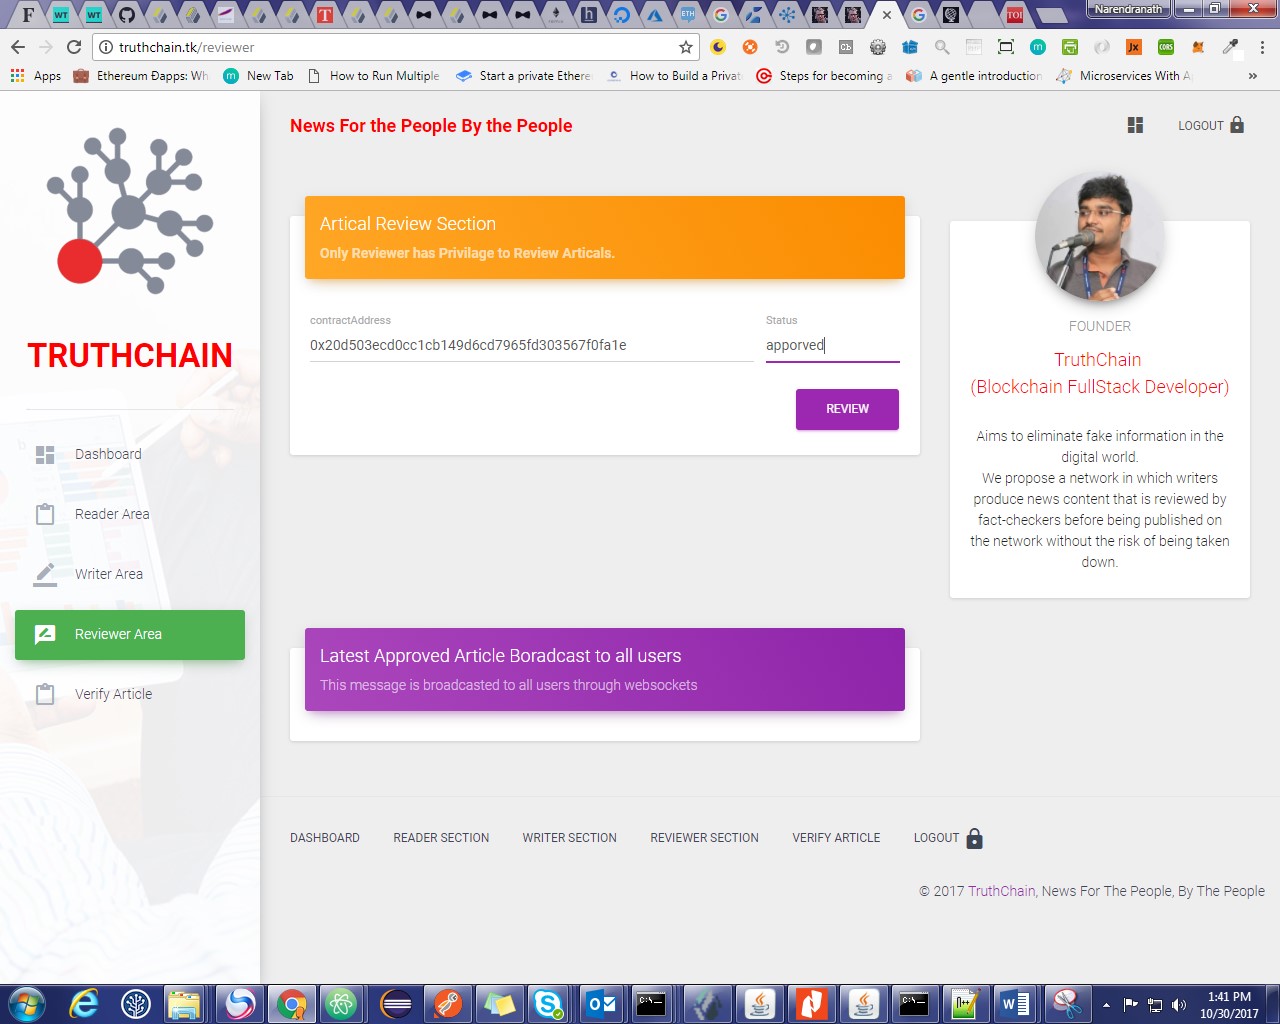 Narendranath
F
WT
WT
T
ETH
G
G
TOI
truthchain.tk/reviewer
Cb
m
Jx
CORS
Apps
Ethereum Ðapps: Wh
m New Tab
How to Run Multiple
Start a private Ethere
How to Build a Privat
Steps for becoming a
A gentle introduction
Microservices With A
»
TRUTHCHAIN
Dashboard
Reader Area
Writer Area
Reviewer Area
Verify Article
News For the People By the People
LOGOUT
Artical Review Section
Only Reviewer has Privilage to Review Articals.
contractAddress
Status
0x20d503ecd0cc1cb149d6cd7965fd303567f0fa1e
apporved
REVIEW
FOUNDER
TruthChain
(Blockchain FullStack Developer)
Aims to eliminate fake information in the
digital world.
We propose a network in which writers
produce news content that is reviewed by
fact-checkers before being published on
the network without the risk of being taken
down.
Latest Approved Article Boradcast to all users
This message is broadcasted to all users through websockets
DASHBOARD
READER SECTION
WRITER SECTION
REVIEWER SECTION
VERIFY ARTICLE
LOGOUT
© 2017 TruthChain, News For The People, By The People
1:41 PM
10/30/2017